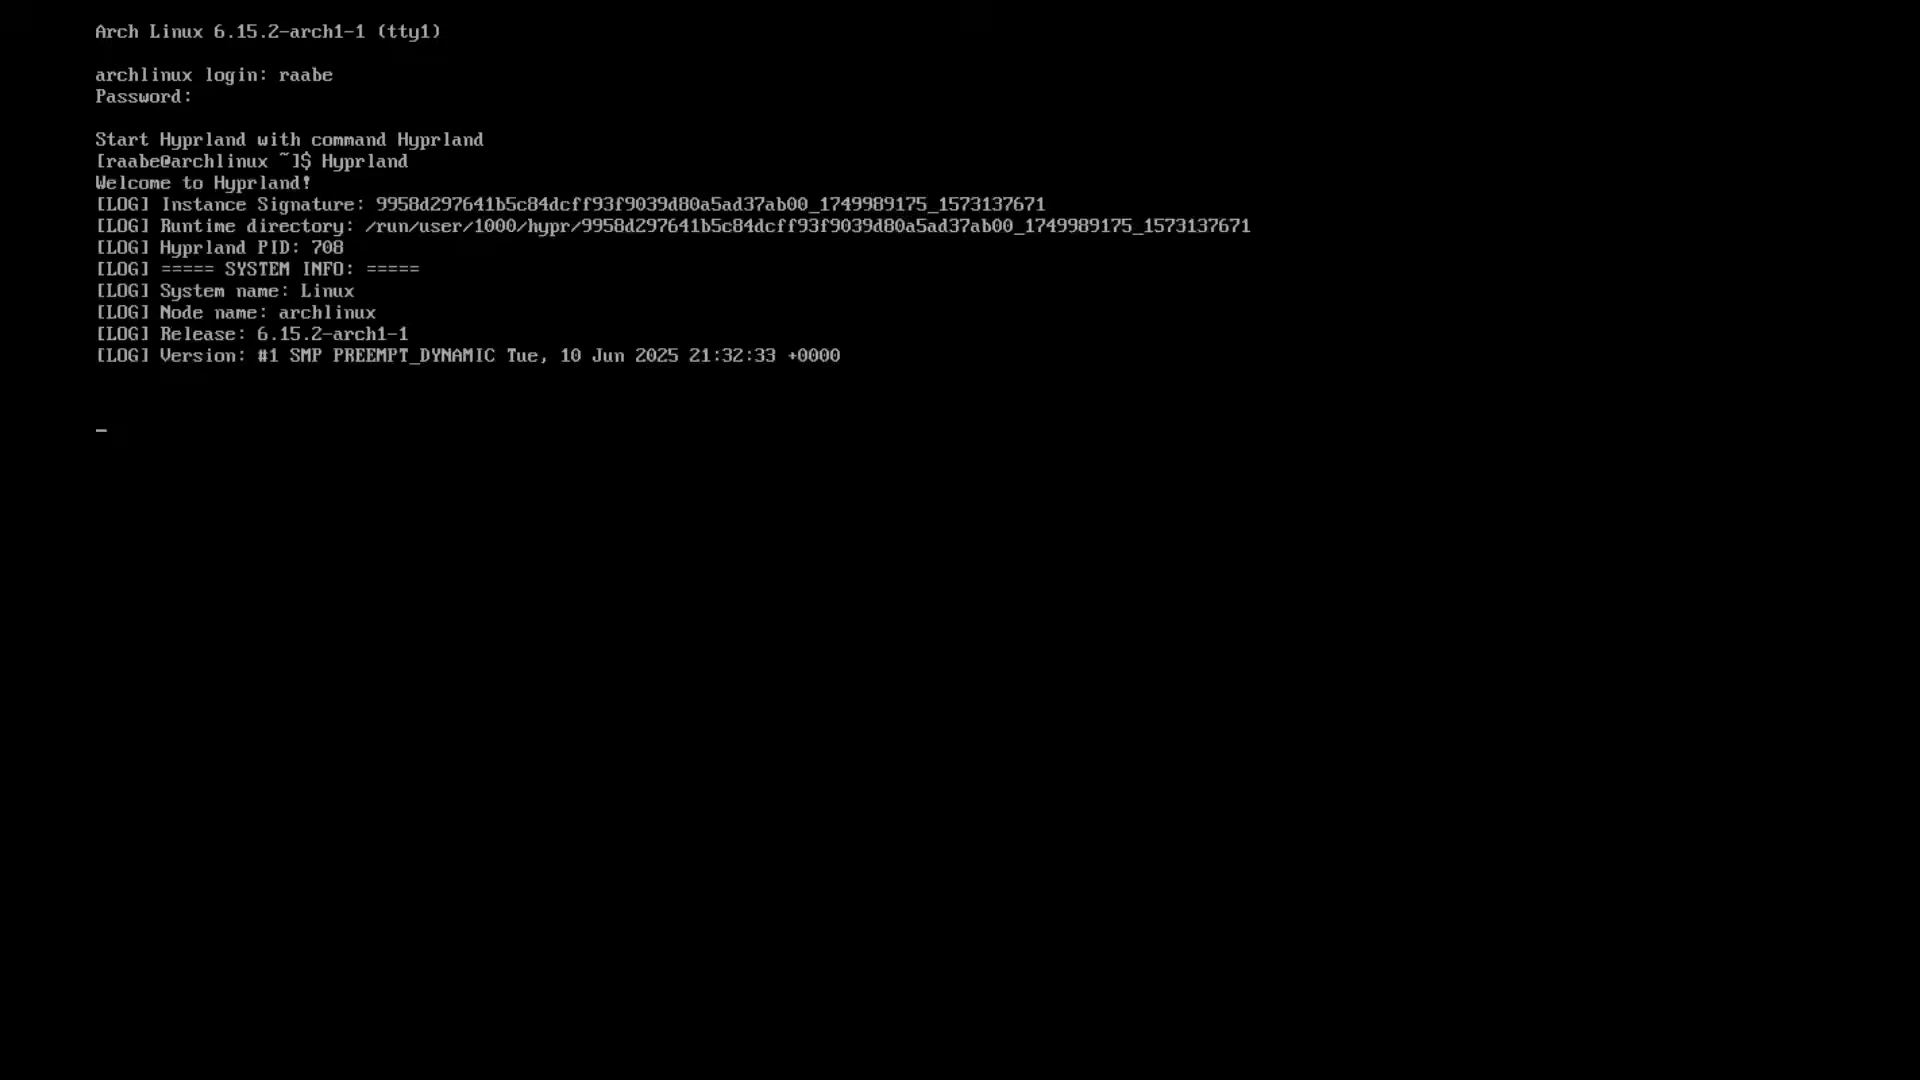 Arch Linux 6.15.2-arch1-1 (tty1)
archlinux login: raabe
Password:
Start Hyprland with command Hyprland
[raabe@archlinux ~]$ Hyprland
Welcome to Hyprland!
[LOG] Instance Signature: 9958d297641b5c84dcff93f9039d80a5ad37ab00_1749989175_1573137671
[LOG] Runtime directory: /run/user/1000/hypr/9958d297641b5c84dcff93f9039d80a5ad37ab00_1749989175_1573137671
[LOG] Hyprland PID: 708
[LOG] ===== SYSTEM INFO: =====
[LOG] System name: Linux
[LOG] Node name: archlinux
[LOG] Release: 6.15.2-arch1-1
[LOG] Version: #1 SMP PREEMPT_DYNAMIC Tue, 10 Jun 2025 21:32:33 +0000